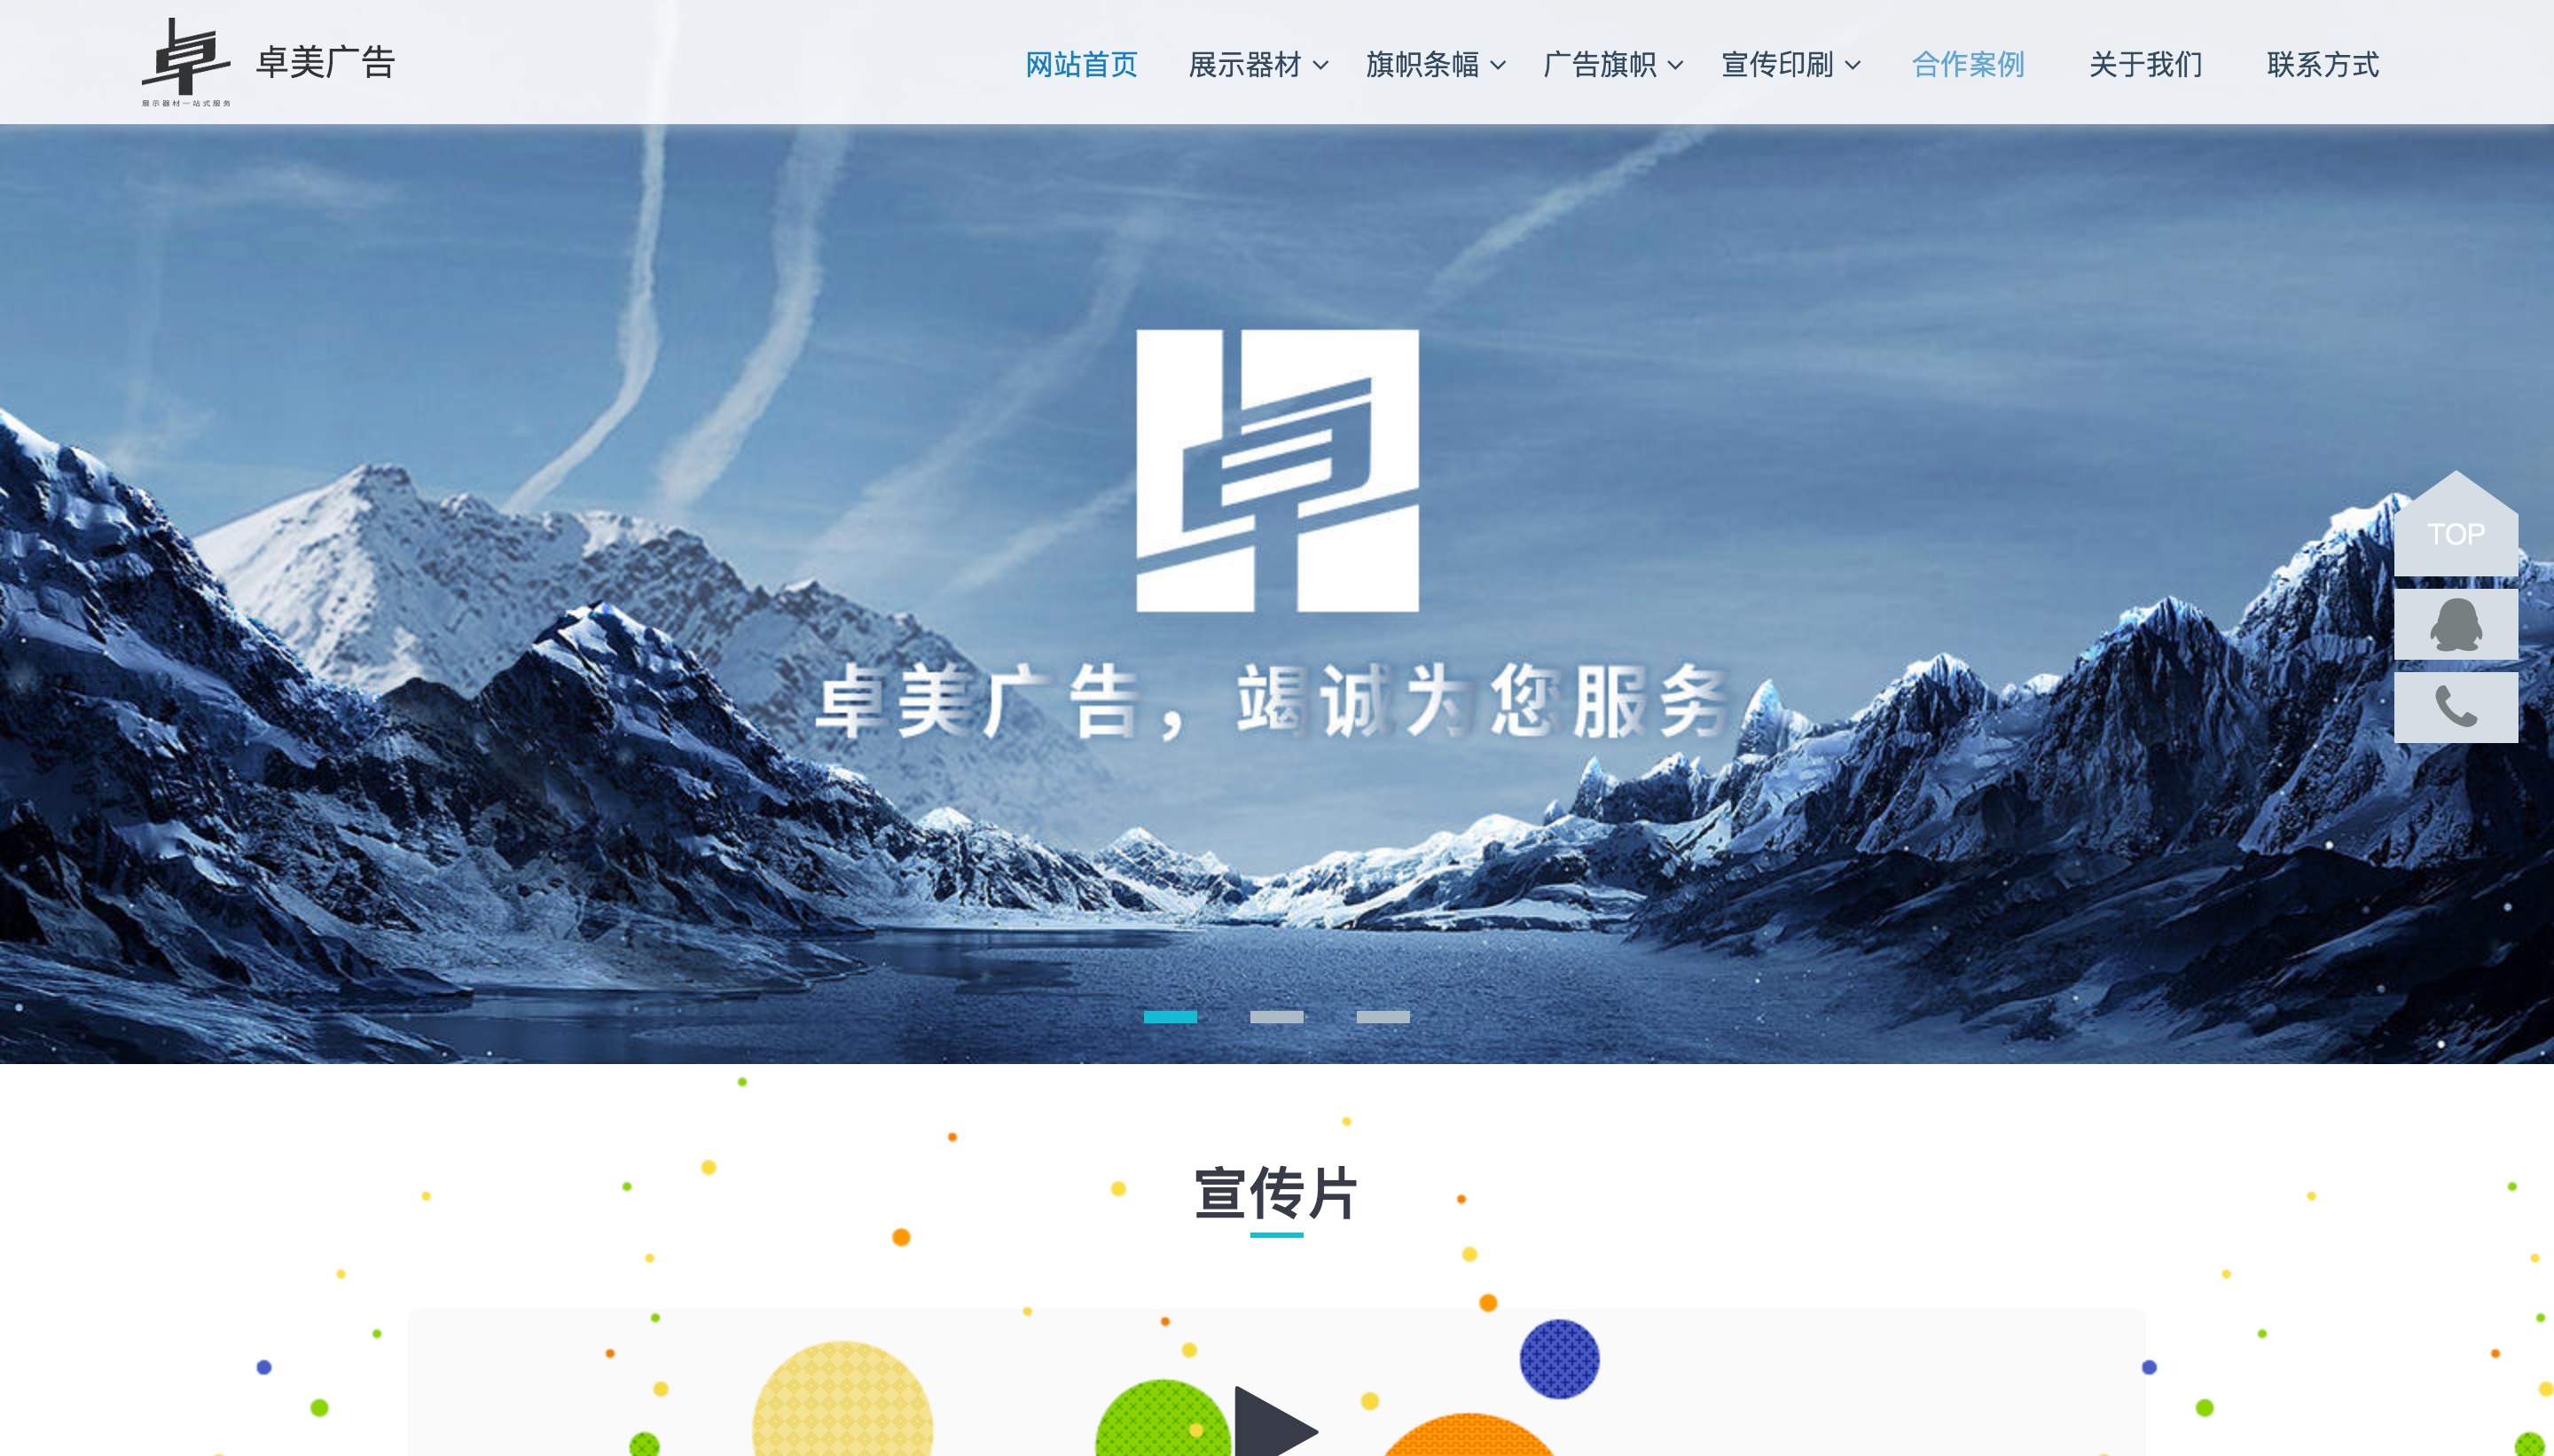 卓美广告
展示器材一站式服务
网站首页 展示器材 旗帜条幅 广告旗帜 宣传印刷 合作案例 关于我们 联系方式
卓
卓美广告，竭诚为您服务
TOP
宣传片